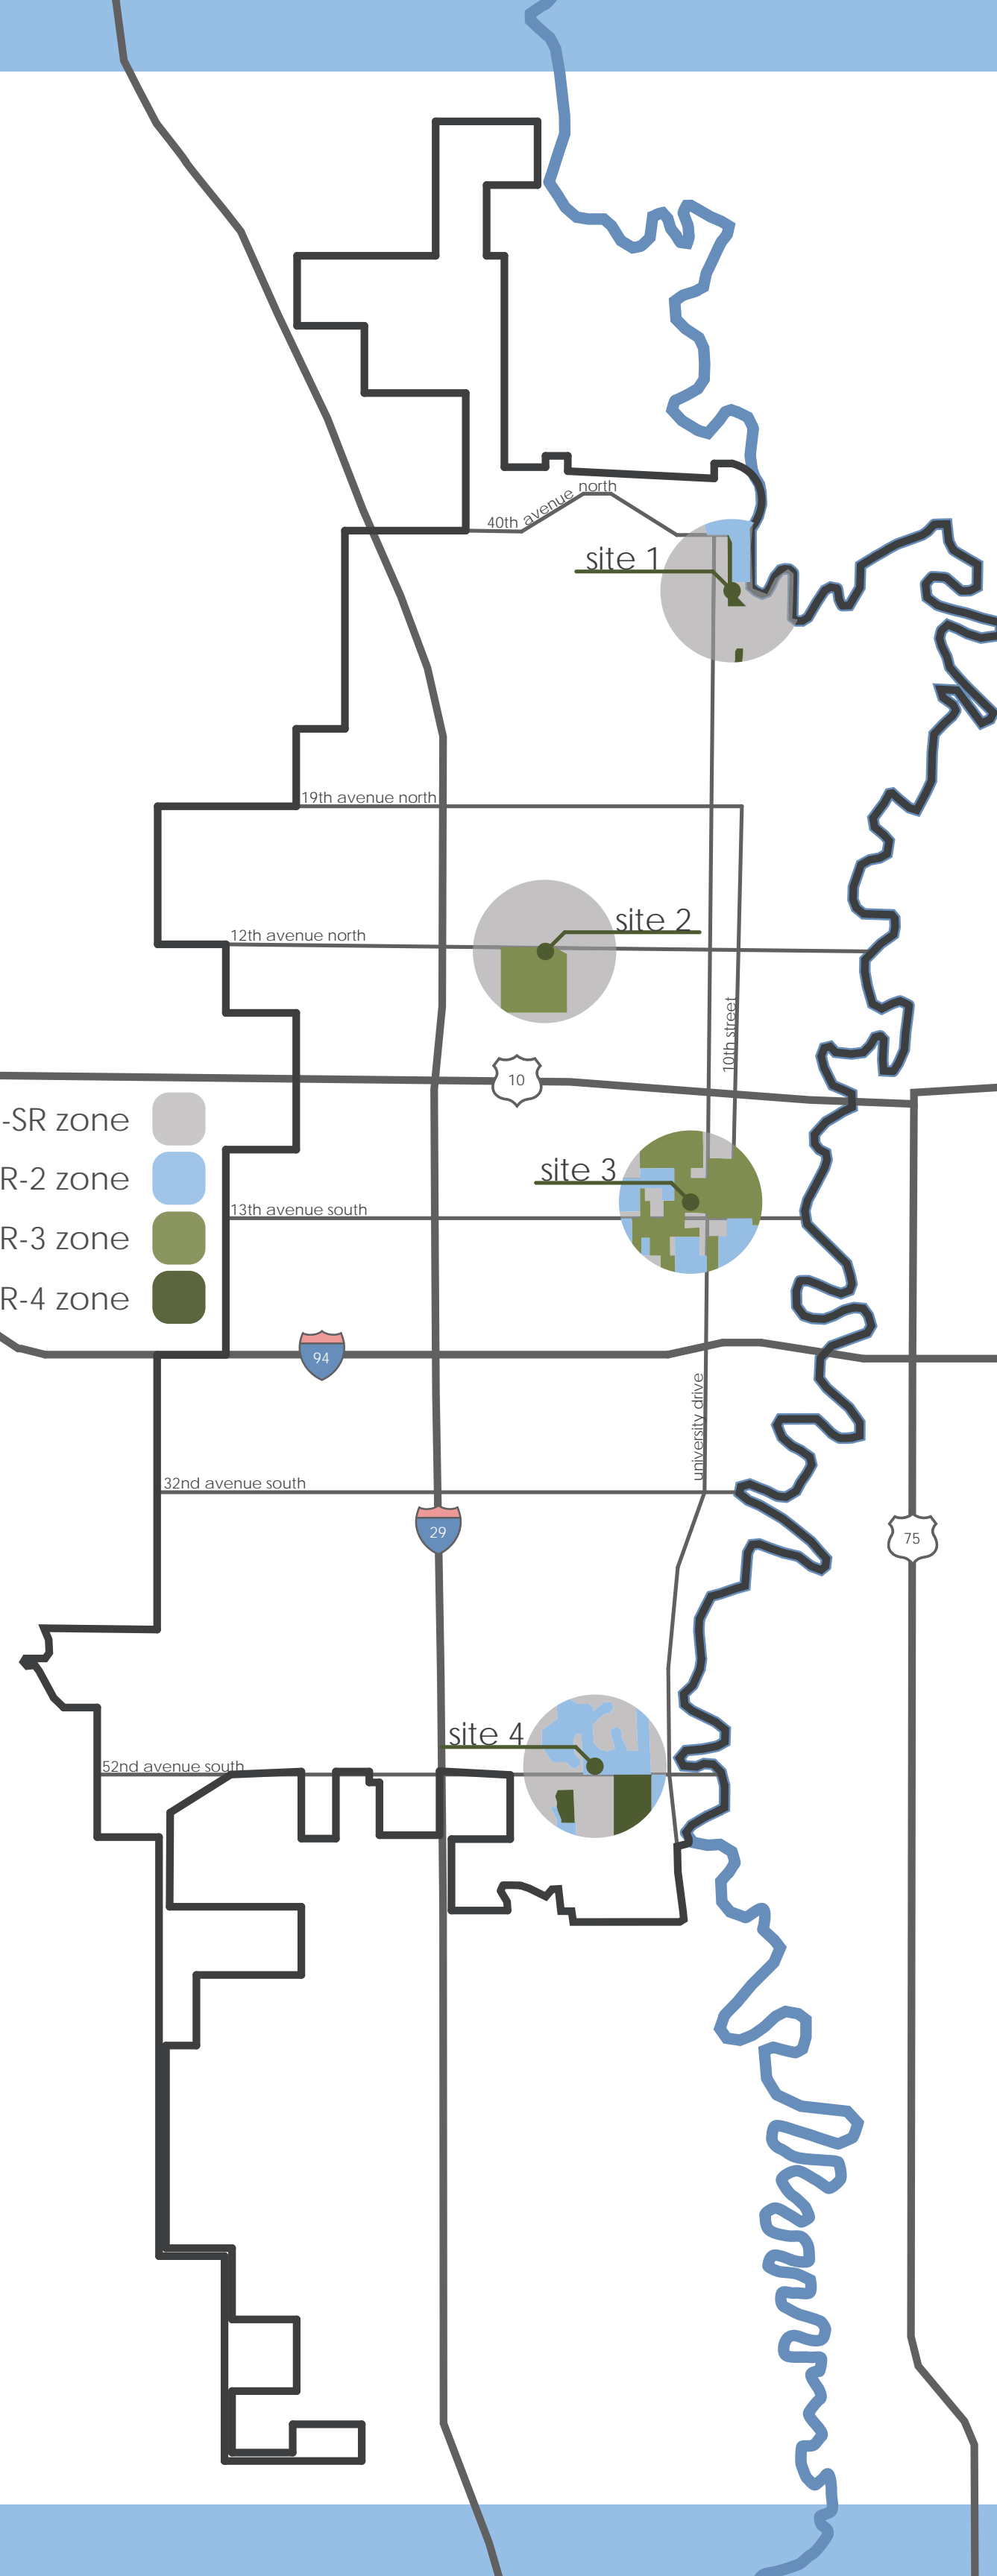 40th avenue north
site 1
19th avenue north
site 2
12th avenue north
10th street
10
-SR zone
R-2 zone
R-3 zone
R-4 zone
site 3
13th avenue south
94
university drive
32nd avenue south
29
75
site 4
52nd avenue south